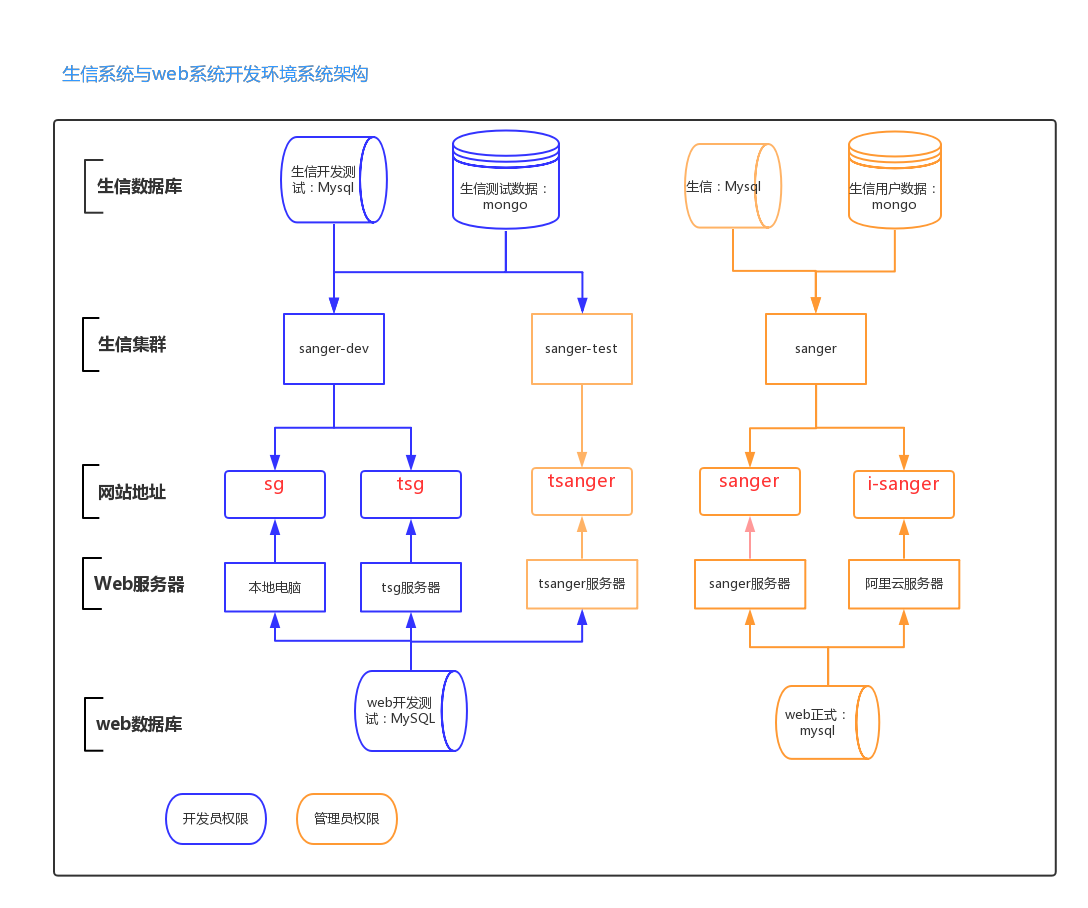 生信系统与web系统开发环境系统架构
生信数据库
生信开发测
试：Mysql
生信测试数据：
mongo
生信：Mysql
生信用户数据：
mongo
生信集群
sanger-dev
sanger-test
sanger
网站地址
sg
tsg
tsanger
sanger
i-sanger
Web服务器
本地电脑
tsg服务器
tsanger服务器
sanger服务器
阿里云服务器
web数据库
web开发测
试：MySQL
web正式：
mysql
开发员权限
管理员权限